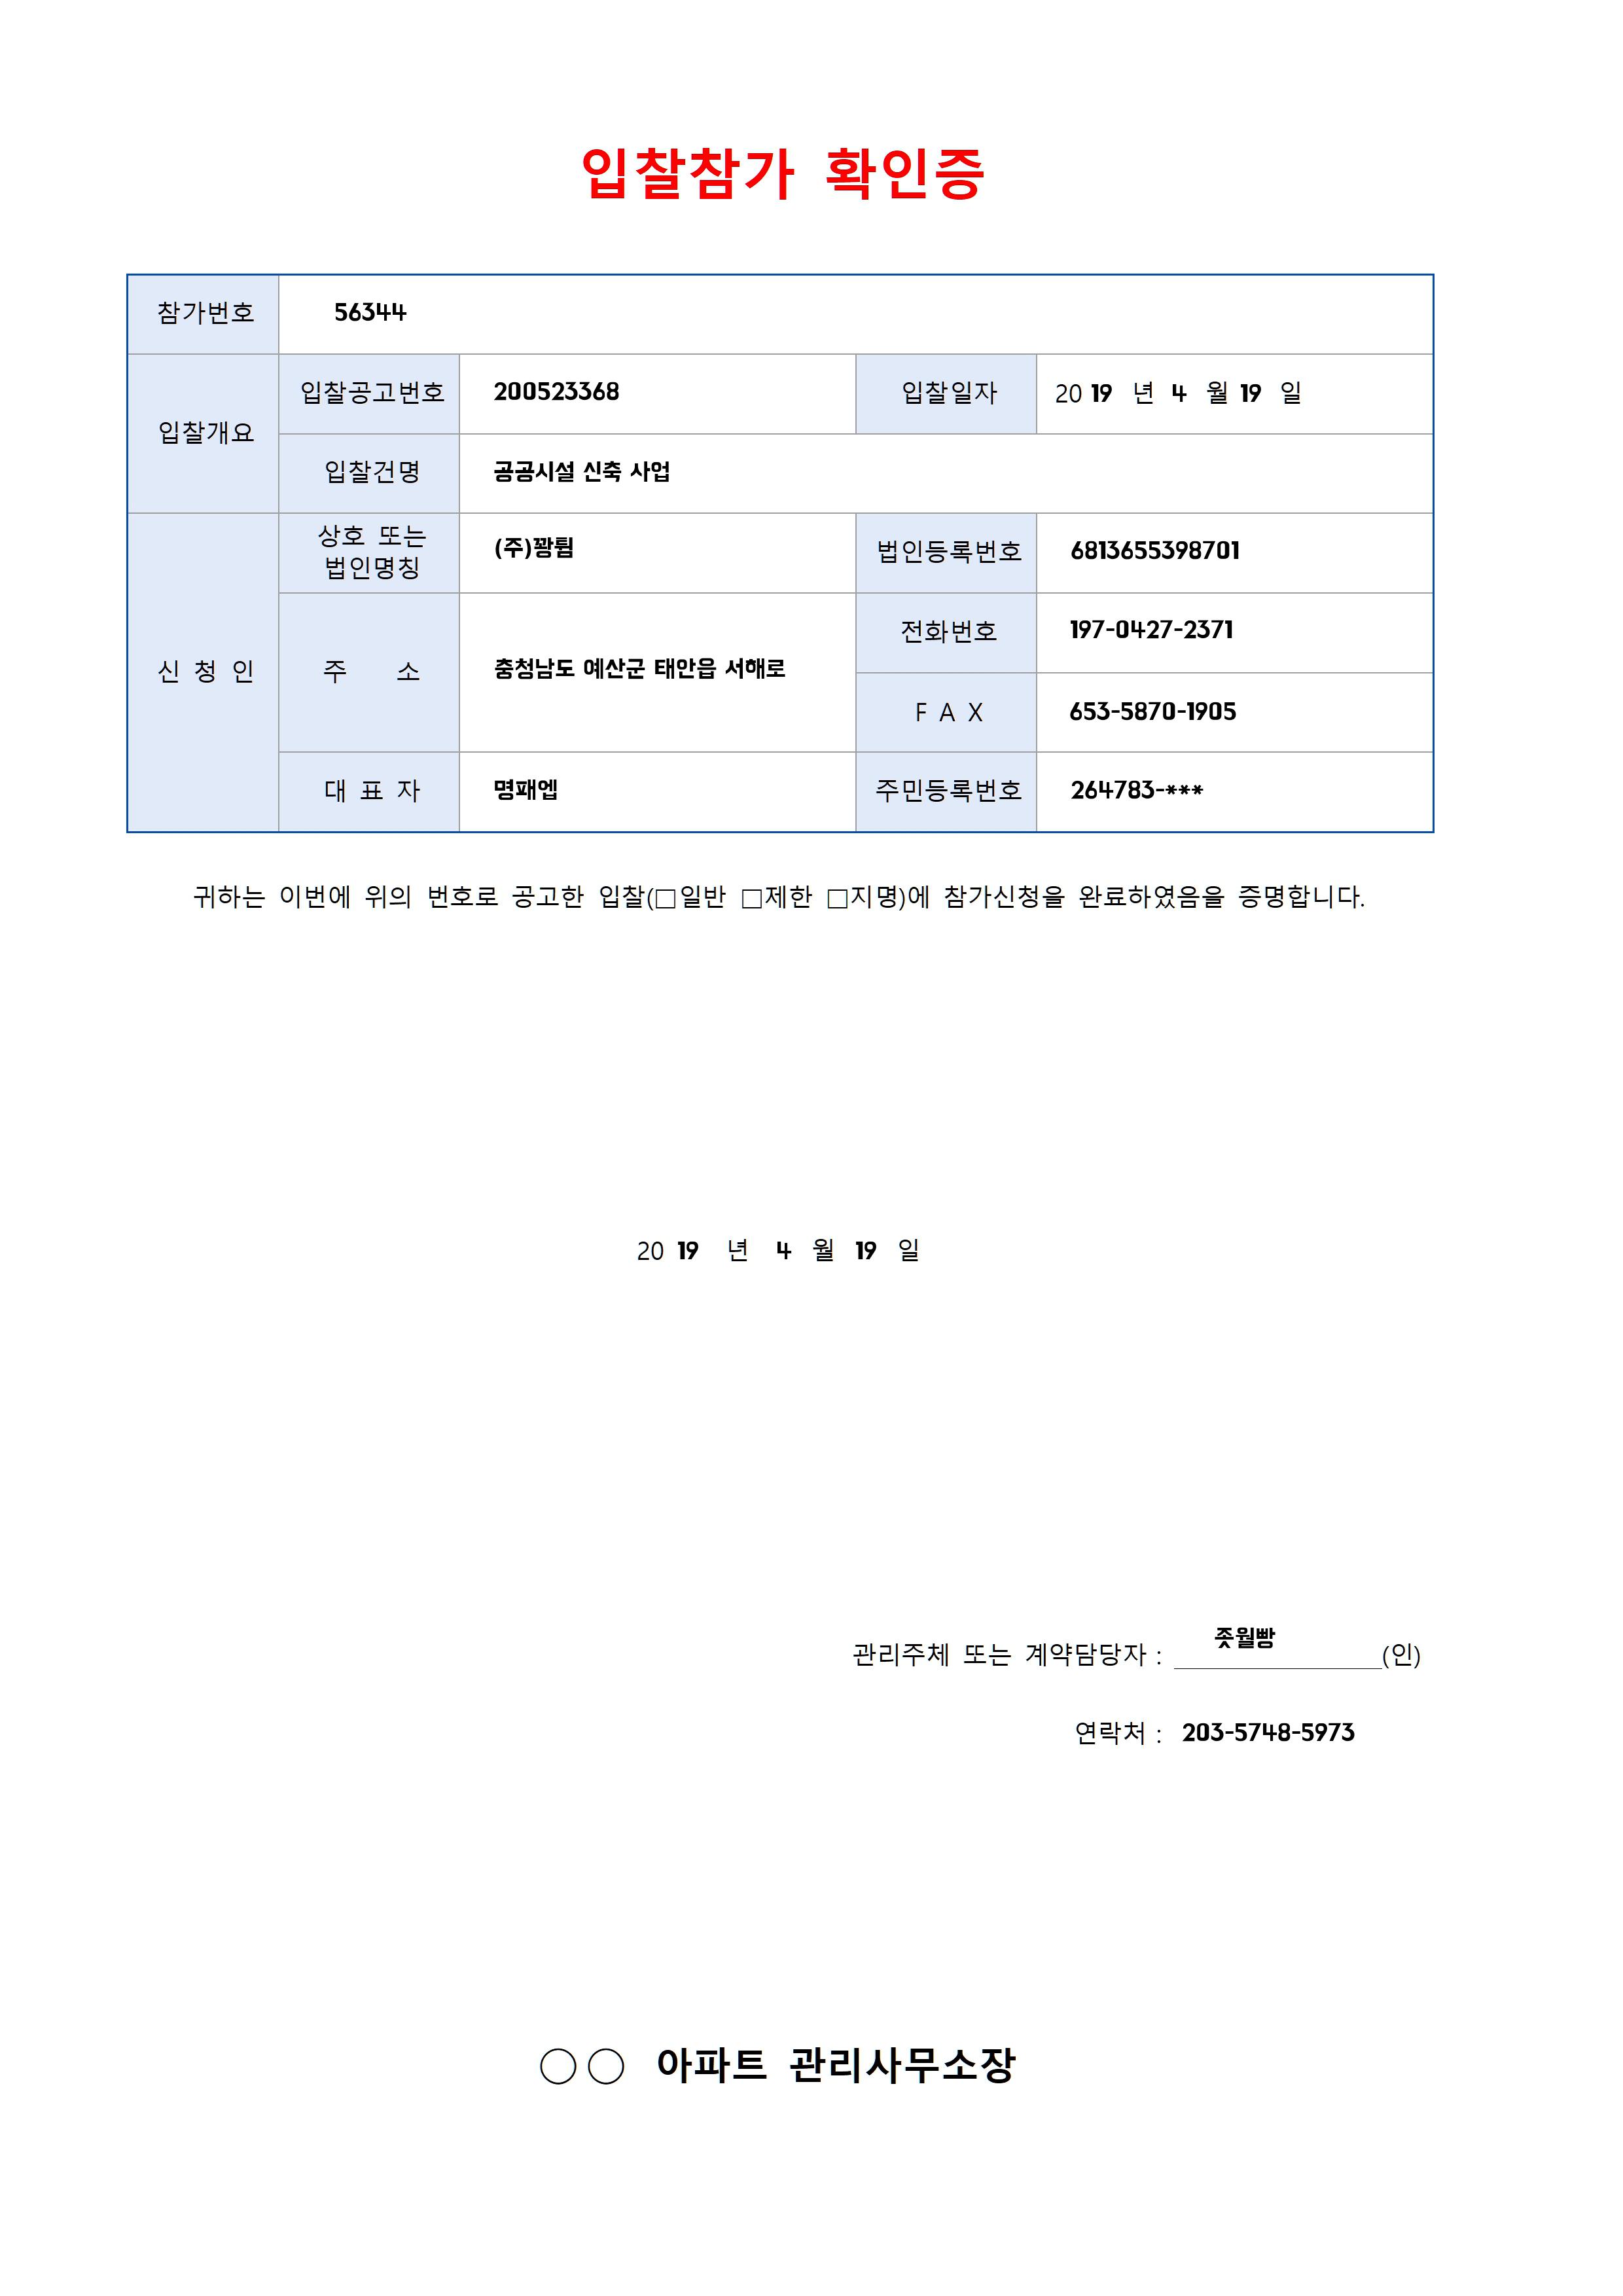 입찰참가 확인증
참가번호 56344
입찰개요 입찰공고번호 200523368 입찰일자 20 19 년 4 월 19 일
입찰건명 공공시설 신축 사업
신 청 인 상호 또는 법인명칭 (주)꽝튐 법인등록번호 6813655398701
주 소 충청남도 예산군 태안읍 서해로 전화번호 197-0427-2371
F A X 653-5870-1905
대 표 자 명패엡 주민등록번호 264783-***
귀하는 이번에 위의 번호로 공고한 입찰(□일반 □제한 □지명)에 참가신청을 완료하였음을 증명합니다.
20 19 년 4 월 19 일
관리주체 또는 계약담당자 : 좃월빵 (인)
연락처 : 203-5748-5973
○○ 아파트 관리사무소장